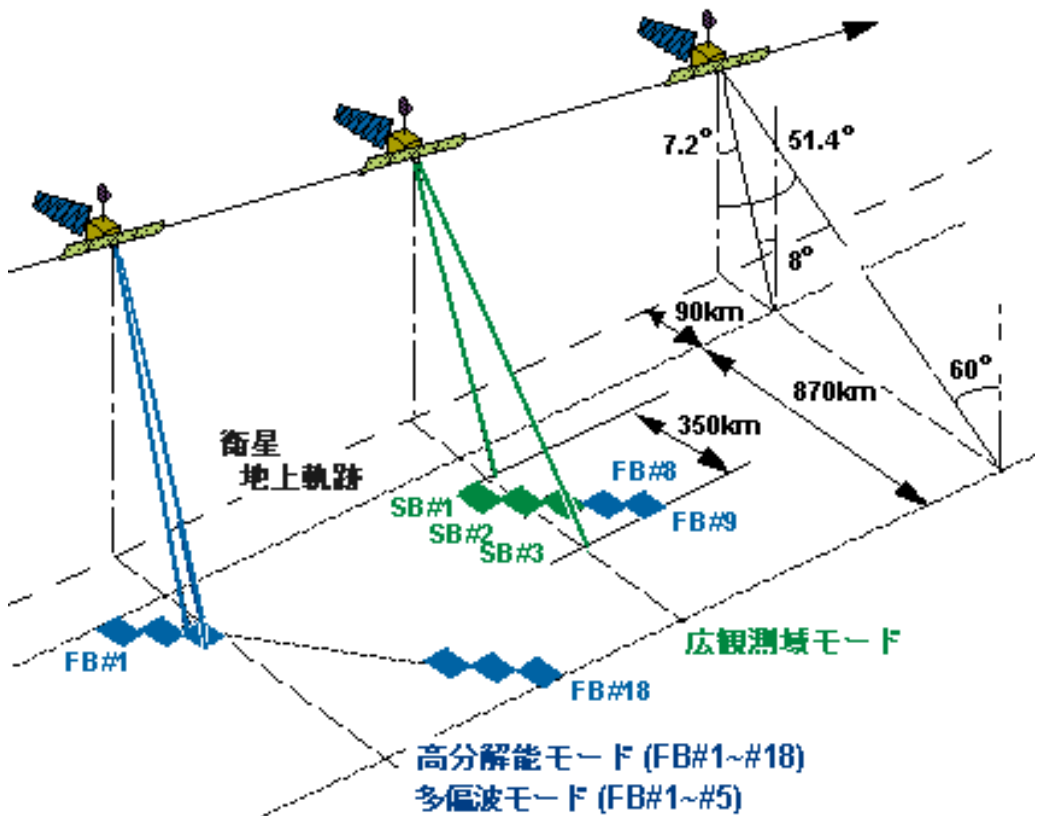 7.2°
51.4°
8°
90km
60°
870km
350km
衛星
地上軌跡
FB#8
SB#1
FB#9
SB#2
SB#3
広観測域モード
FB#1
FB#18
高分解能モード (FB#1~#18)
多偏波モード (FB#1~#5)